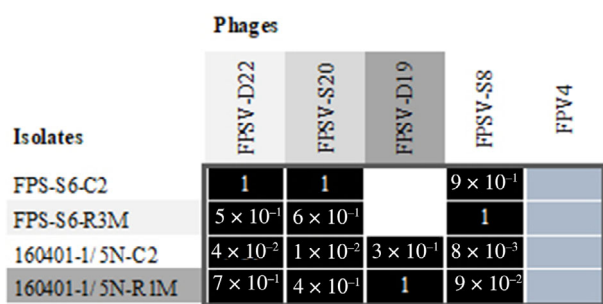 Phages
Isolates FPSV-D22 FPSV-S20 FPSV-D19 FPSV-S8 FPV4
FPS-S6-C2 1 1 9 × 10⁻¹
FPS-S6-R3M 5 × 10⁻¹ 6 × 10⁻¹ 1
160401-1/5N-C2 4 × 10⁻² 1 × 10⁻² 3 × 10⁻¹ 8 × 10⁻³
160401-1/5N-R1M 7 × 10⁻¹ 4 × 10⁻¹ 1 9 × 10⁻²